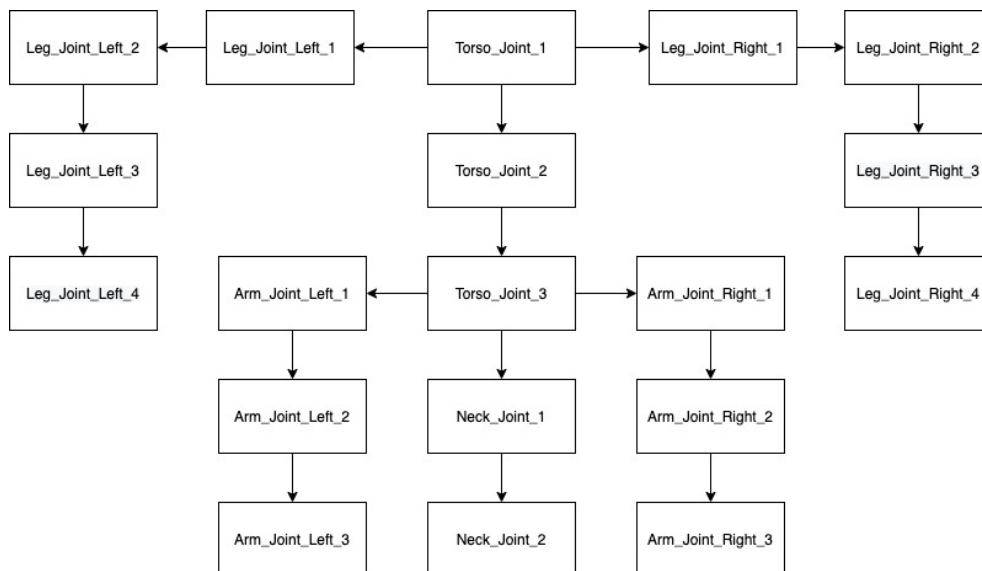 Leg_Joint_Left_2
Leg_Joint_Left_1
Torso_Joint_1
Leg_Joint_Right_1
Leg_Joint_Right_2
Leg_Joint_Left_3
Torso_Joint_2
Leg_Joint_Right_3
Leg_Joint_Left_4
Arm_Joint_Left_1
Torso_Joint_3
Arm_Joint_Right_1
Leg_Joint_Right_4
Arm_Joint_Left_2
Neck_Joint_1
Arm_Joint_Right_2
Arm_Joint_Left_3
Neck_Joint_2
Arm_Joint_Right_3